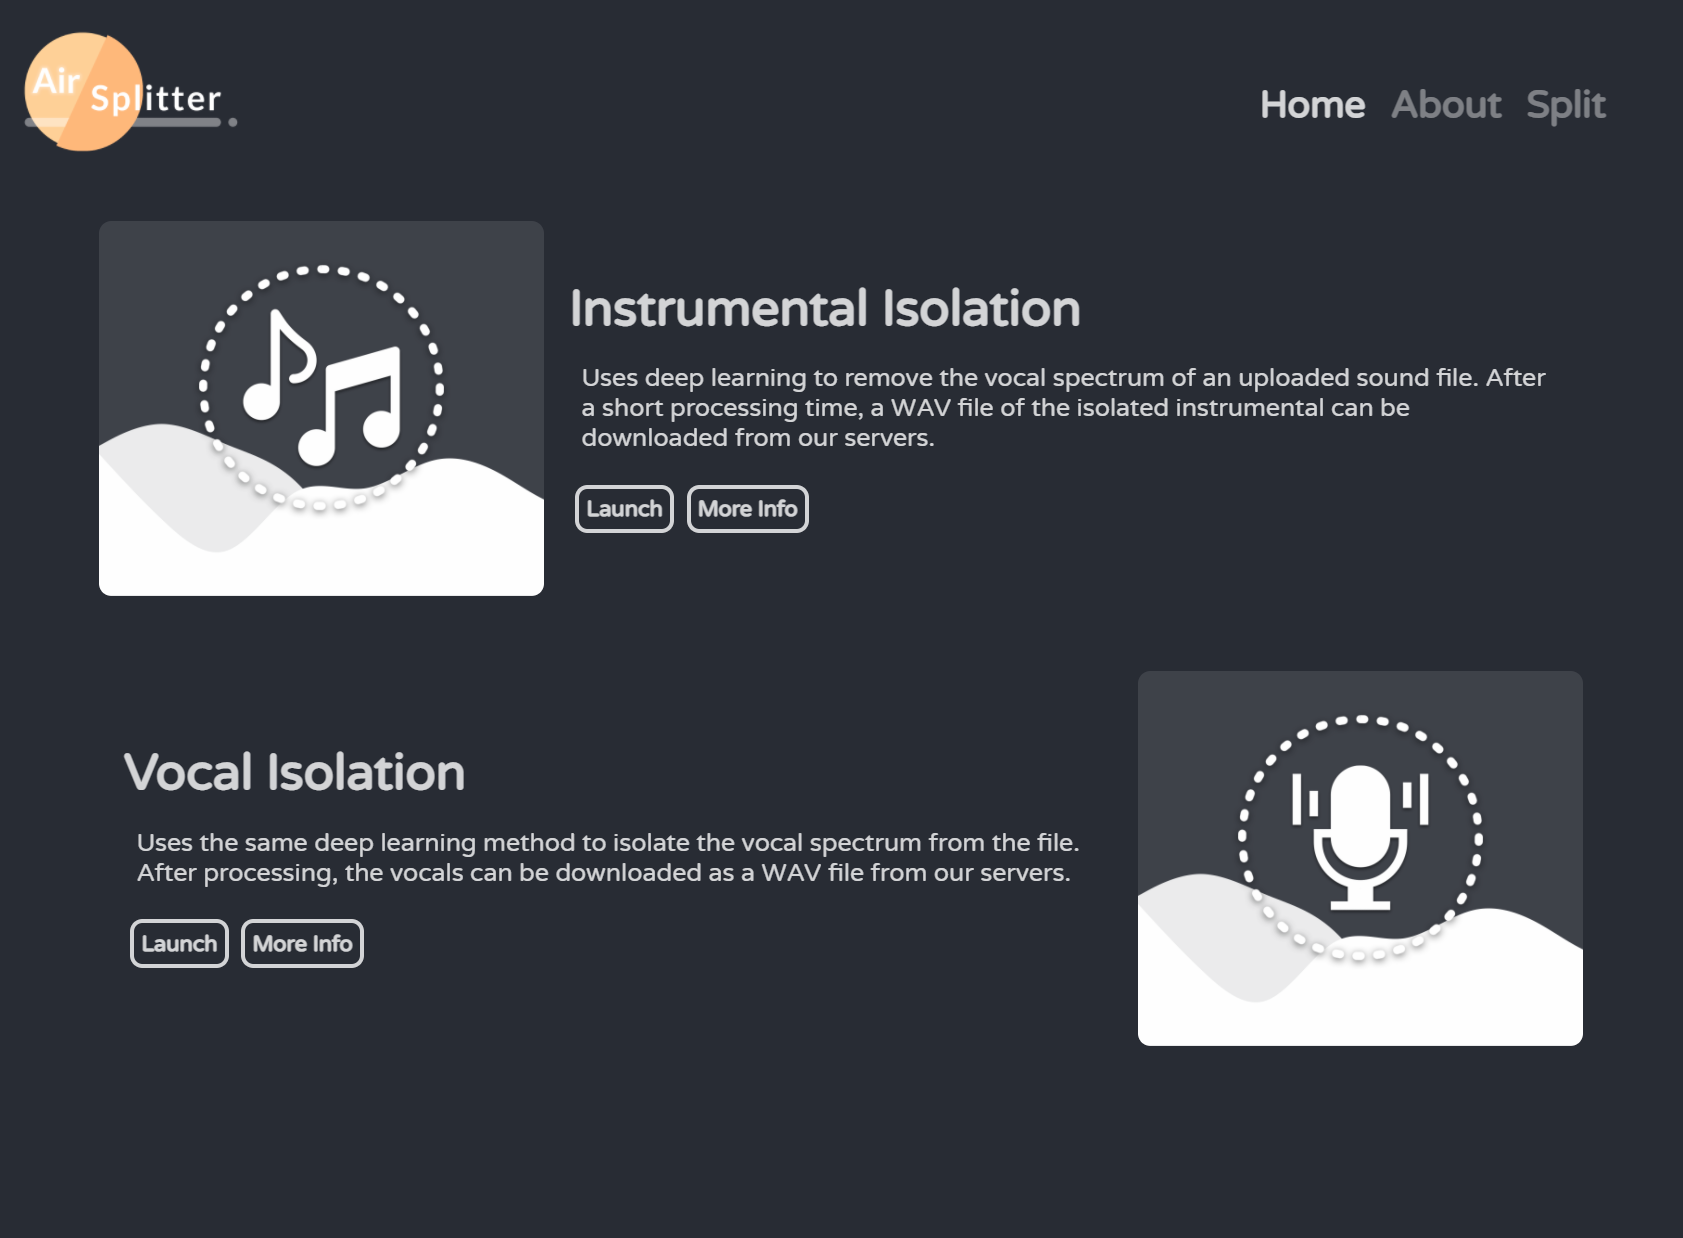 Air
Splitter
Home About Split
Instrumental Isolation
Uses deep learning to remove the vocal spectrum of an uploaded sound file. After
a short processing time, a WAV file of the isolated instrumental can be
downloaded from our servers.
Launch More Info
Vocal Isolation
Uses the same deep learning method to isolate the vocal spectrum from the file.
After processing, the vocals can be downloaded as a WAV file from our servers.
Launch More Info